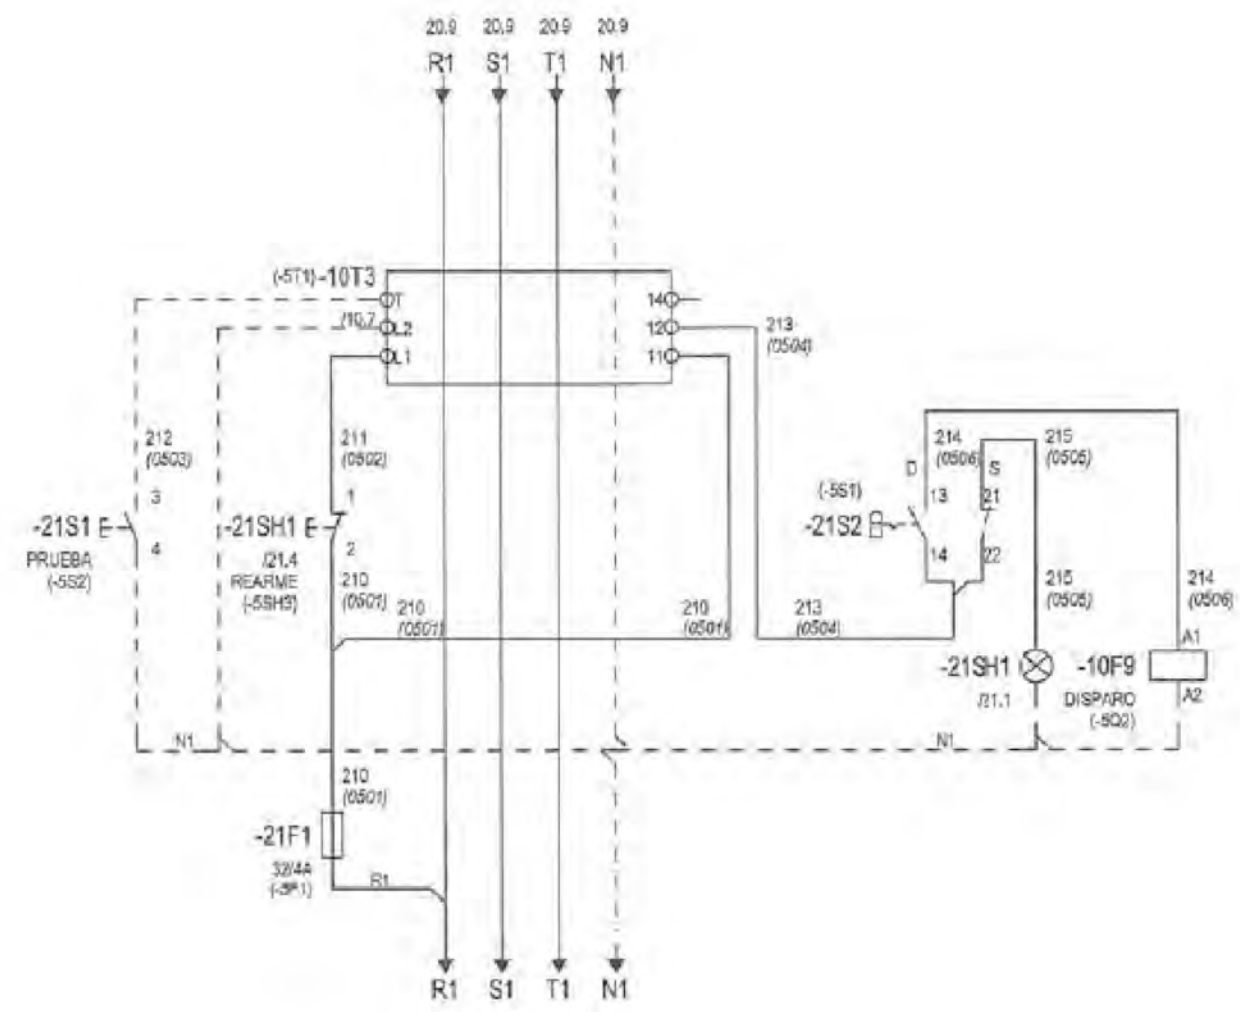 20.9 20.9 20.9 20.9
R1 S1 T1 N1
(-5T1) -10T3
T 14
/10.7 L2 12
L1 11
213
(0504)
212
(0503)
211
(0502)
214
(0506)
215
(0505)
D S
3
4
-21S1
PRUEBA
(-5S2)
1
2
-21SH1
/21.4
REARME
(-5SH3)
(-5S1)
-21S2
13 21
14 22
210
(0501)
210
(0501)
210
(0501)
213
(0504)
215
(0505)
214
(0506)
-21SH1
/21.1
-10F9
DISPARO
A1
A2
N1 N1
210
(0501)
-21F1
32/4A
R1
R1 S1 T1 N1